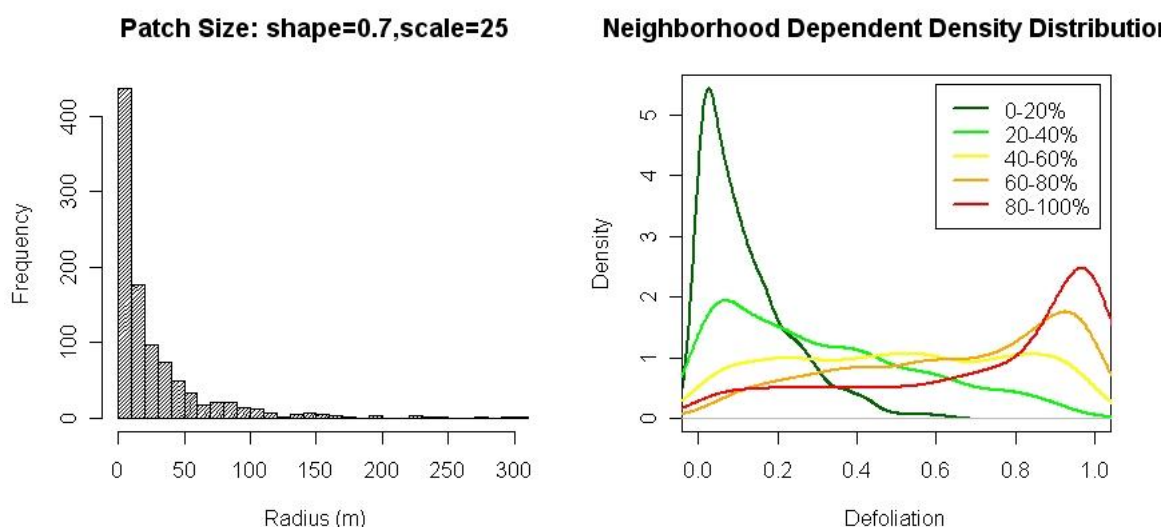 Patch Size: shape=0.7,scale=25
Frequency
400
300
200
100
0
0 50 100 150 200 250 300
Radius (m)
Neighborhood Dependent Density Distribution
Density
5
4
3
2
1
0
0-20%
20-40%
40-60%
60-80%
80-100%
0.0 0.2 0.4 0.6 0.8 1.0
Defoliation